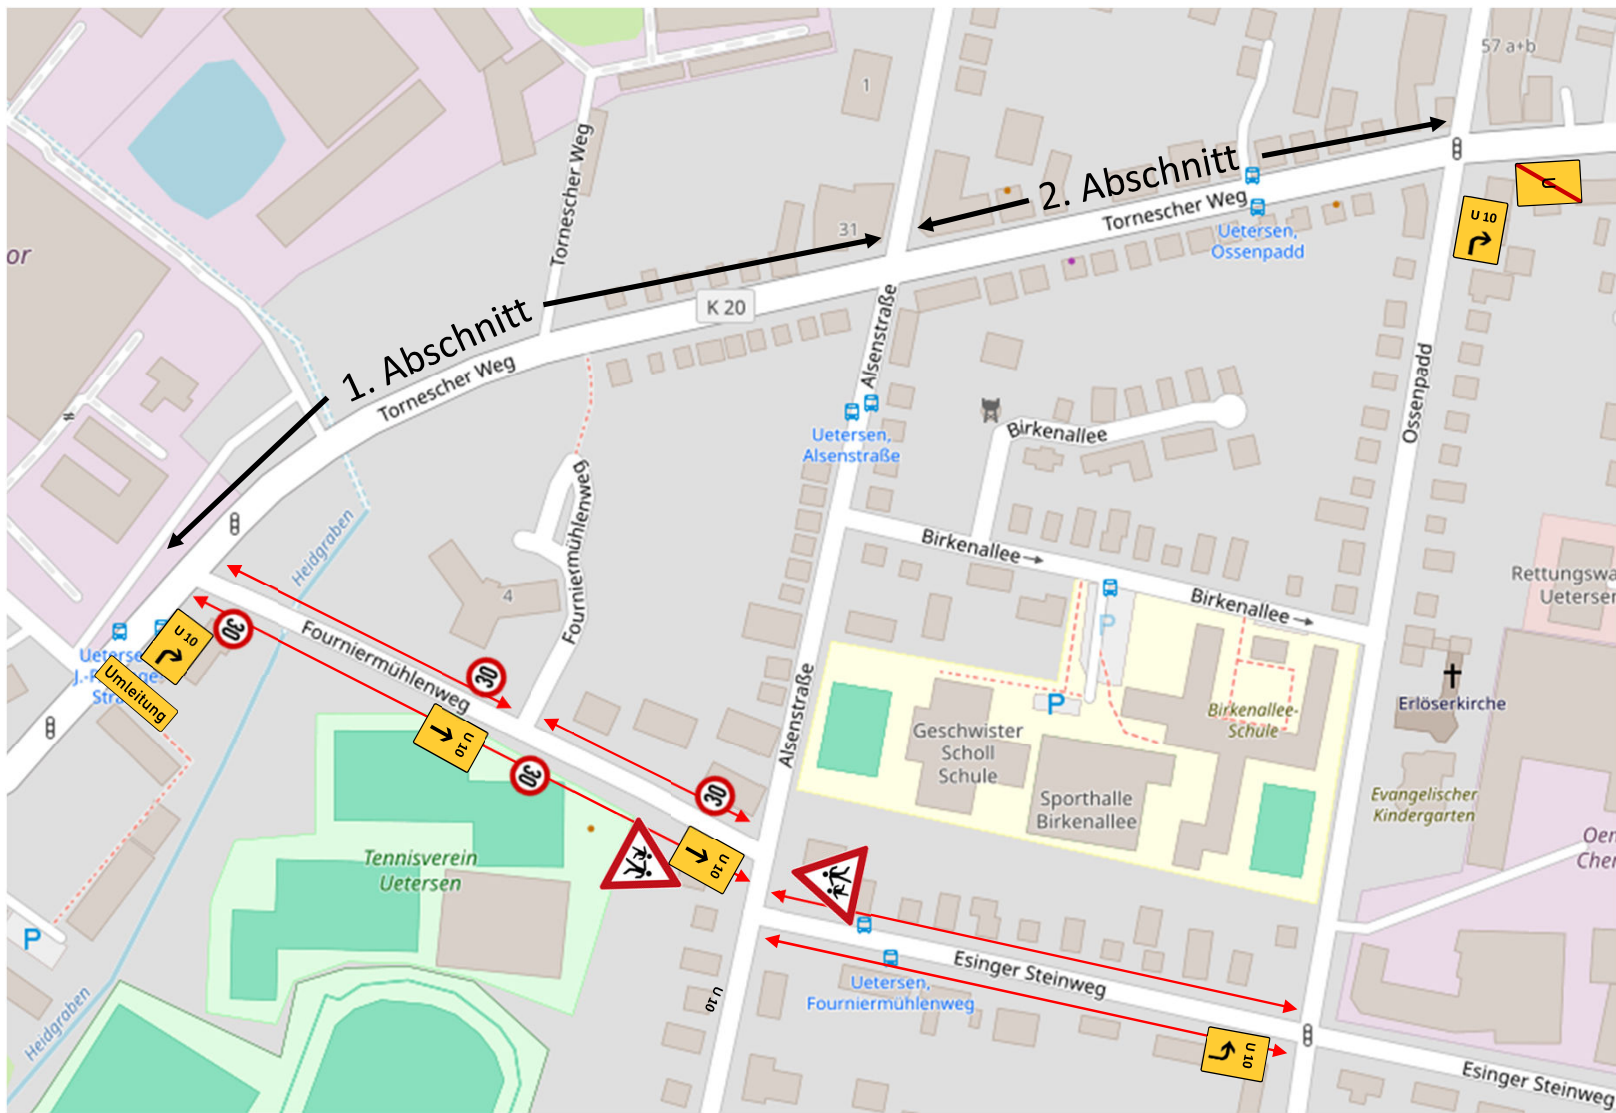 57 a+b
1
2. Abschnitt
Tornescher Weg
Tornescher Weg
U
U 10
31
Uetersen,
Ossenpadd
or
K 20
1. Abschnitt
Tornescher Weg
Alsenstraße
Ossenpadd
Uetersen,
Alsenstraße
Birkenallee
Fourniermühlenweg
Heidgraben
Birkenallee
Birkenallee
4
P
P
Fourniermühlenweg
30
30
30
30
U 10
Umleitung
U 10
U 10
Alsenstraße
Geschwister
Scholl
Schule
Birkenallee-
Schule
Sporthalle
Birkenallee
Erlöserkirche
Evangelischer
Kindergarten
Tennisverein
Uetersen
P
Heidgraben
U 10
Uetersen,
Fourniermühlenweg
Esinger Steinweg
U 10
Esinger Steinweg